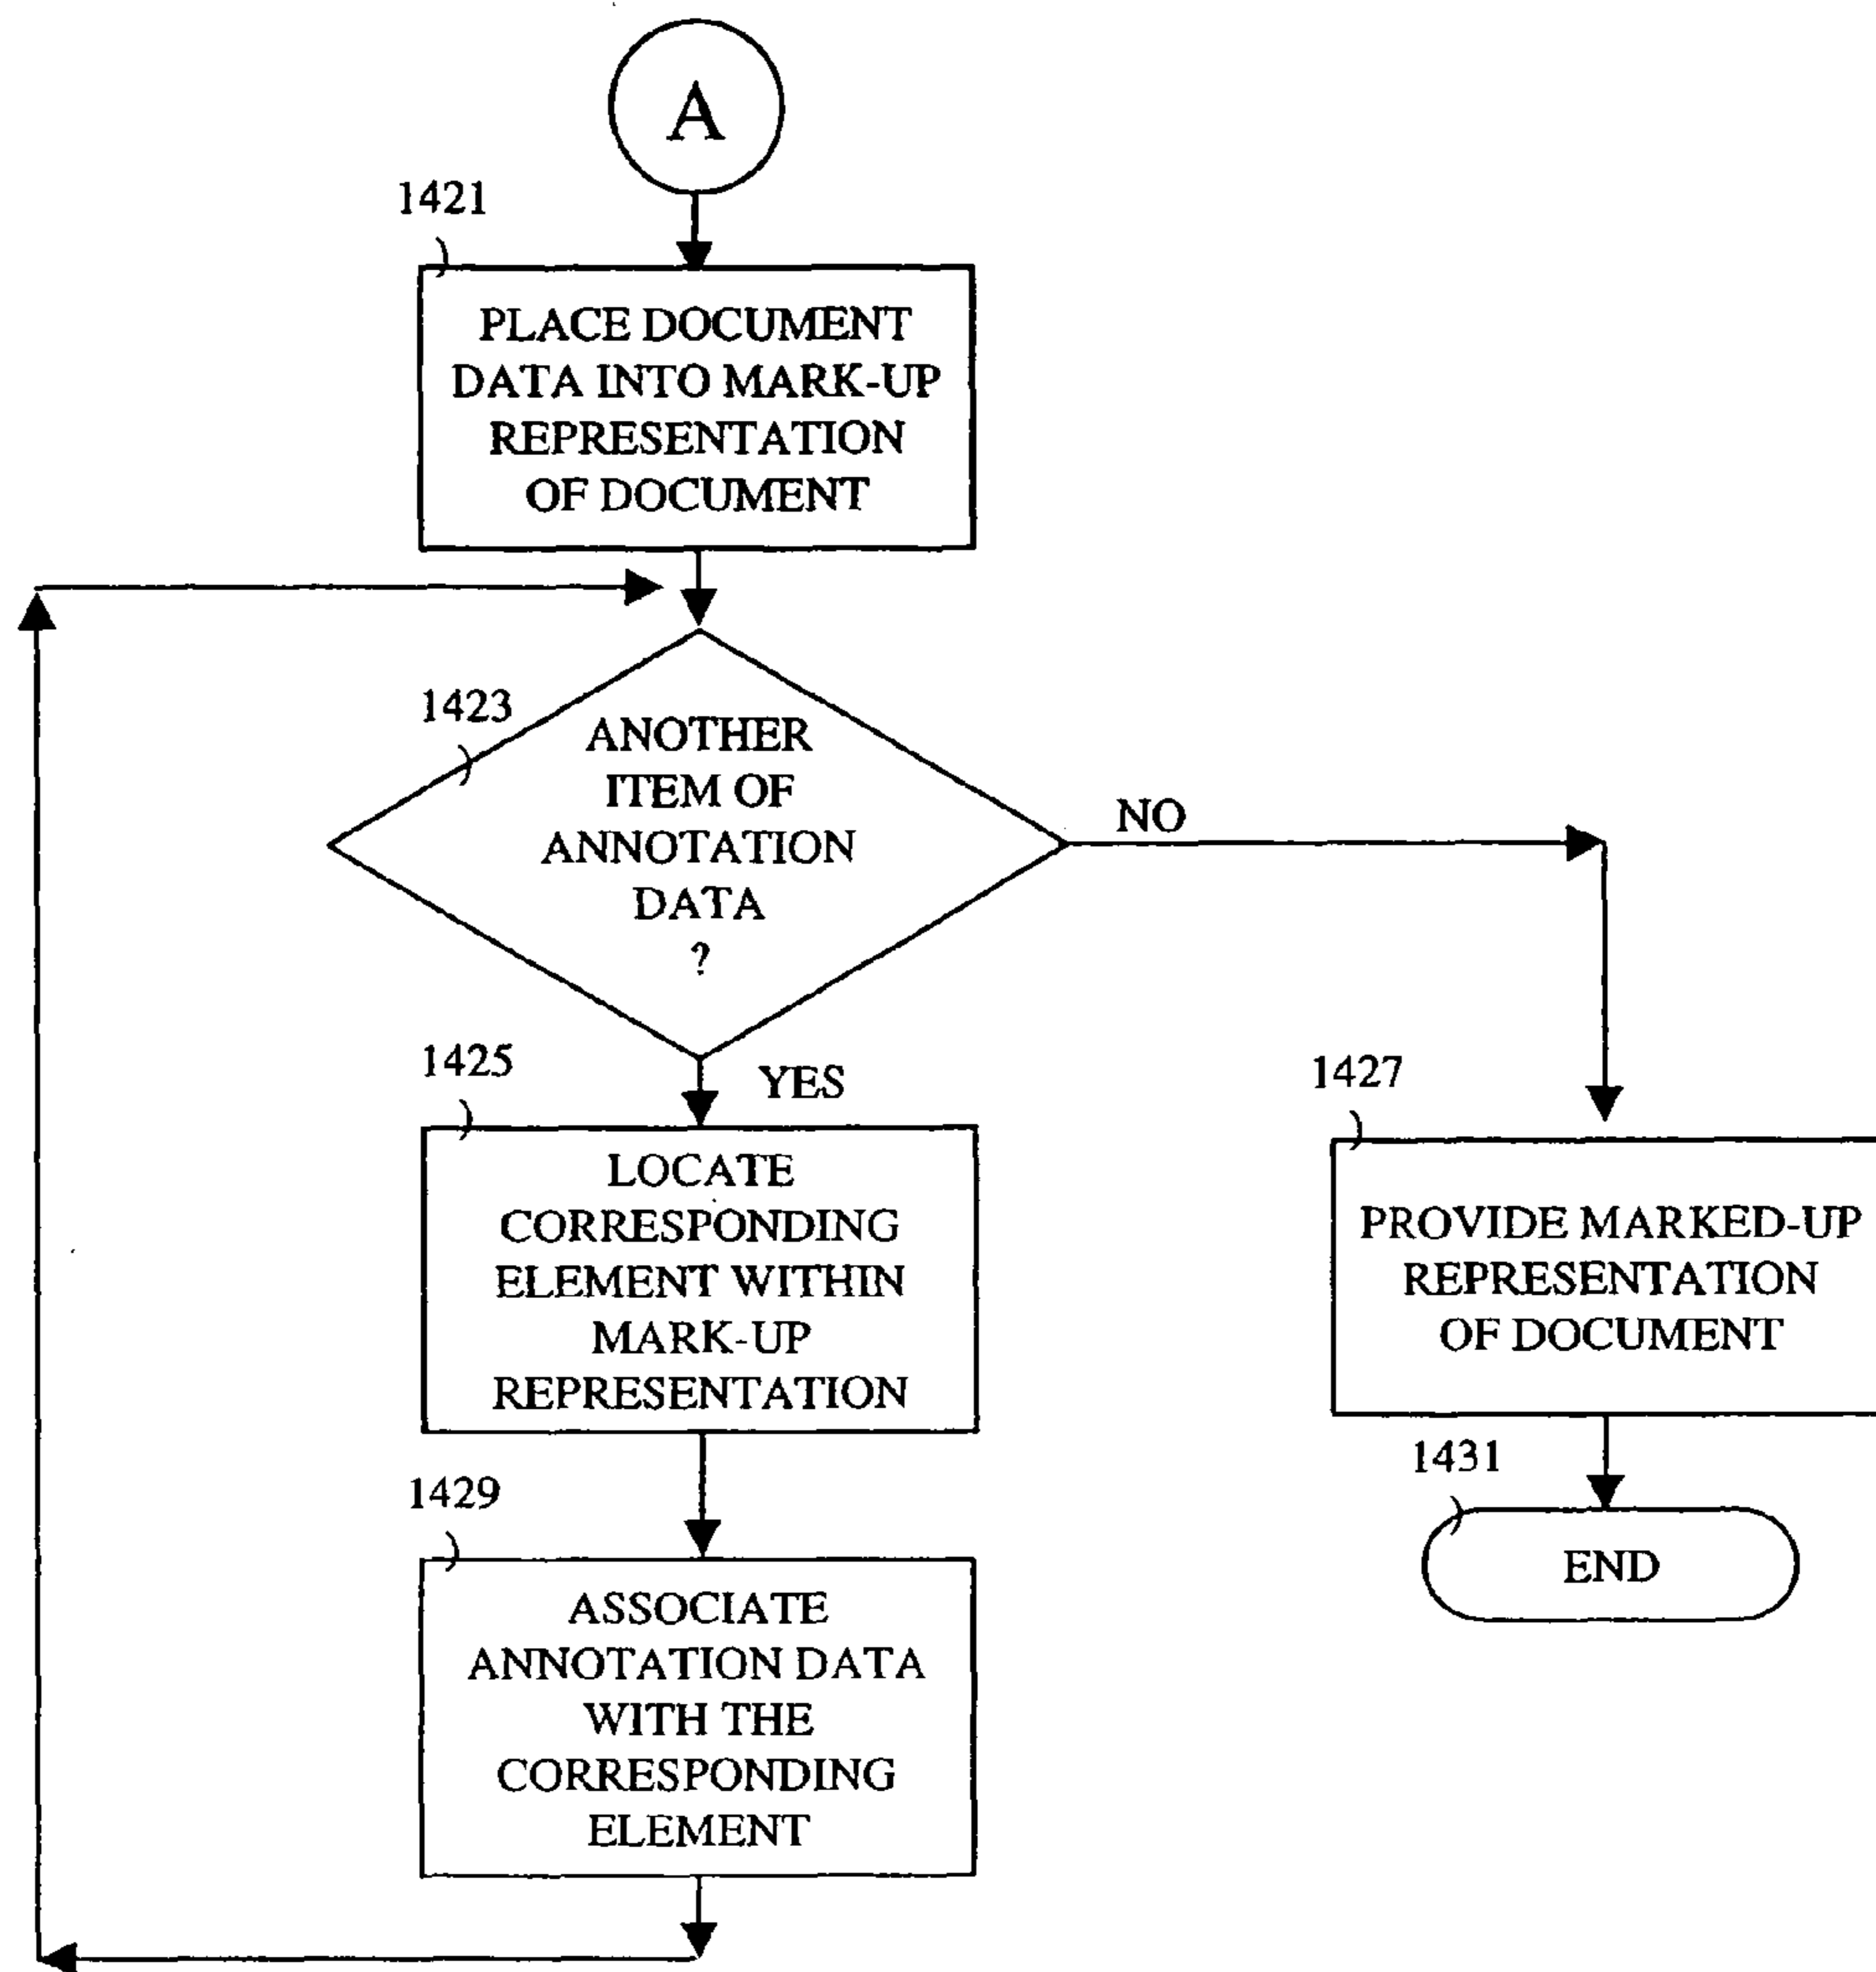 A
1421
PLACE DOCUMENT
DATA INTO MARK-UP
REPRESENTATION
OF DOCUMENT
1423
ANOTHER
ITEM OF
ANNOTATION
DATA
?
NO
YES
1425
LOCATE
CORRESPONDING
ELEMENT WITHIN
MARK-UP
REPRESENTATION
1427
PROVIDE MARKED-UP
REPRESENTATION
OF DOCUMENT
1429
ASSOCIATE
ANNOTATION DATA
WITH THE
CORRESPONDING
ELEMENT
1431
END